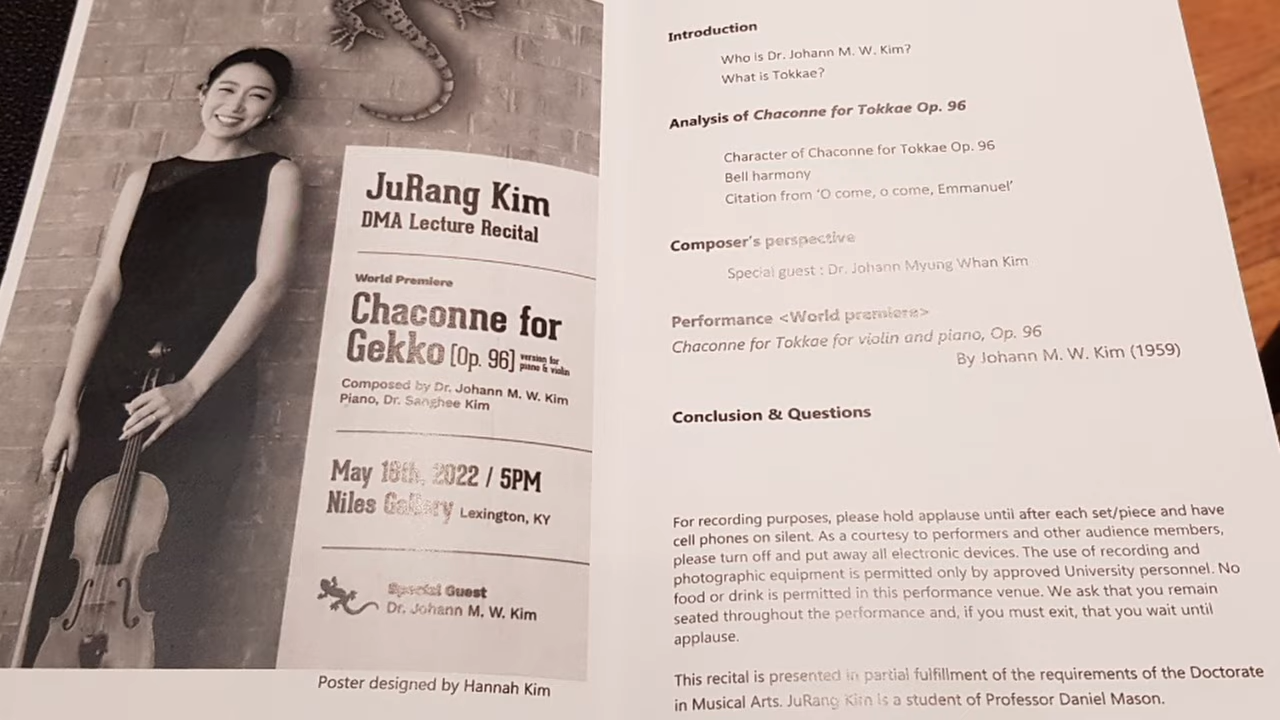 JuRang Kim
DMA Lecture Recital
World Premiere
Chaconne for
Gekko [Op. 96] version for
piano & violin
Composed by Dr. Johann M. W. Kim
Piano, Dr. Sanghee Kim
May 18th, 2022 / 5PM
Niles Gallery Lexington, KY
Special Guest
Dr. Johann M. W. Kim
Poster designed by Hannah Kim
Introduction
Who is Dr. Johann M. W. Kim?
What is Tokkae?
Analysis of Chaconne for Tokkae Op. 96
Character of Chaconne for Tokkae Op. 96
Bell harmony
Citation from ‘O come, o come, Emmanuel’
Composer’s perspective
Special guest : Dr. Johann Myung Whan Kim
Performance <World premiere>
Chaconne for Tokkae for violin and piano, Op. 96
By Johann M. W. Kim (1959)
Conclusion & Questions
For recording purposes, please hold applause until after each set/piece and have
cell phones on silent. As a courtesy to performers and other audience members,
please turn off and put away all electronic devices. The use of recording and
photographic equipment is permitted only by approved University personnel. No
food or drink is permitted in this performance venue. We ask that you remain
seated throughout the performance and, if you must exit, that you wait until
applause.
This recital is presented in partial fulfillment of the requirements of the Doctorate
in Musical Arts. JuRang Kim is a student of Professor Daniel Mason.